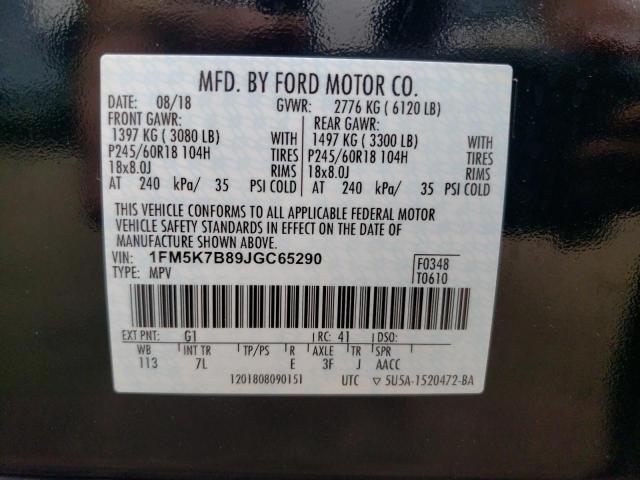 MFD. BY FORD MOTOR CO.
DATE: 08/18 GVWR: 2776 KG ( 6120 LB)
FRONT GAWR: REAR GAWR:
1397 KG ( 3080 LB) WITH 1497 KG ( 3300 LB) WITH
P245/60R18 104H TIRES P245/60R18 104H TIRES
18x8.0J RIMS 18x8.0J RIMS
AT 240 kPa/ 35 PSI COLD AT 240 kPa/ 35 PSI COLD
THIS VEHICLE CONFORMS TO ALL APPLICABLE FEDERAL MOTOR
VEHICLE SAFETY STANDARDS IN EFFECT ON THE DATE OF
MANUFACTURE SHOWN ABOVE.
VIN: 1FM5K7B89JGC65290 F0348
TYPE: MPV T0610
EXT PNT: G1 RC: 41 DSO:
WB INT TR TP/PS R AXLE TR SPR
113 7L E 3F J AACC
1201808090151 UTC ▽ 5U5A-1520472-BA